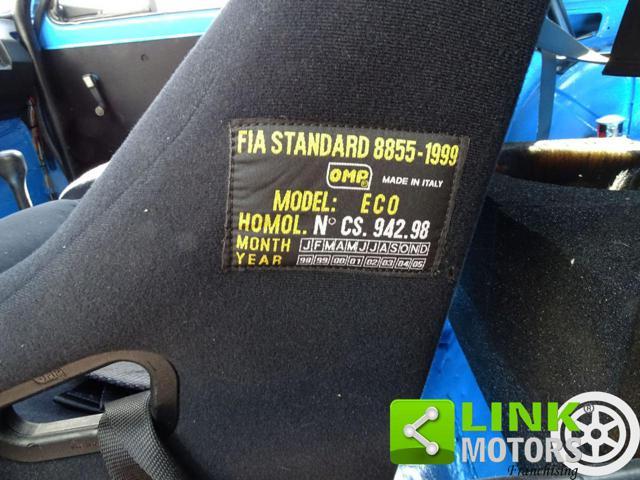 FIA STANDARD 8855-1999
OMP MADE IN ITALY
MODEL: ECO
HOMOL. N° CS. 942.98
MONTH J F M A M J J A S O N D
YEAR 98 99 00 01 02 03 04 05
OMP
LINK
MOTORS
Franchising